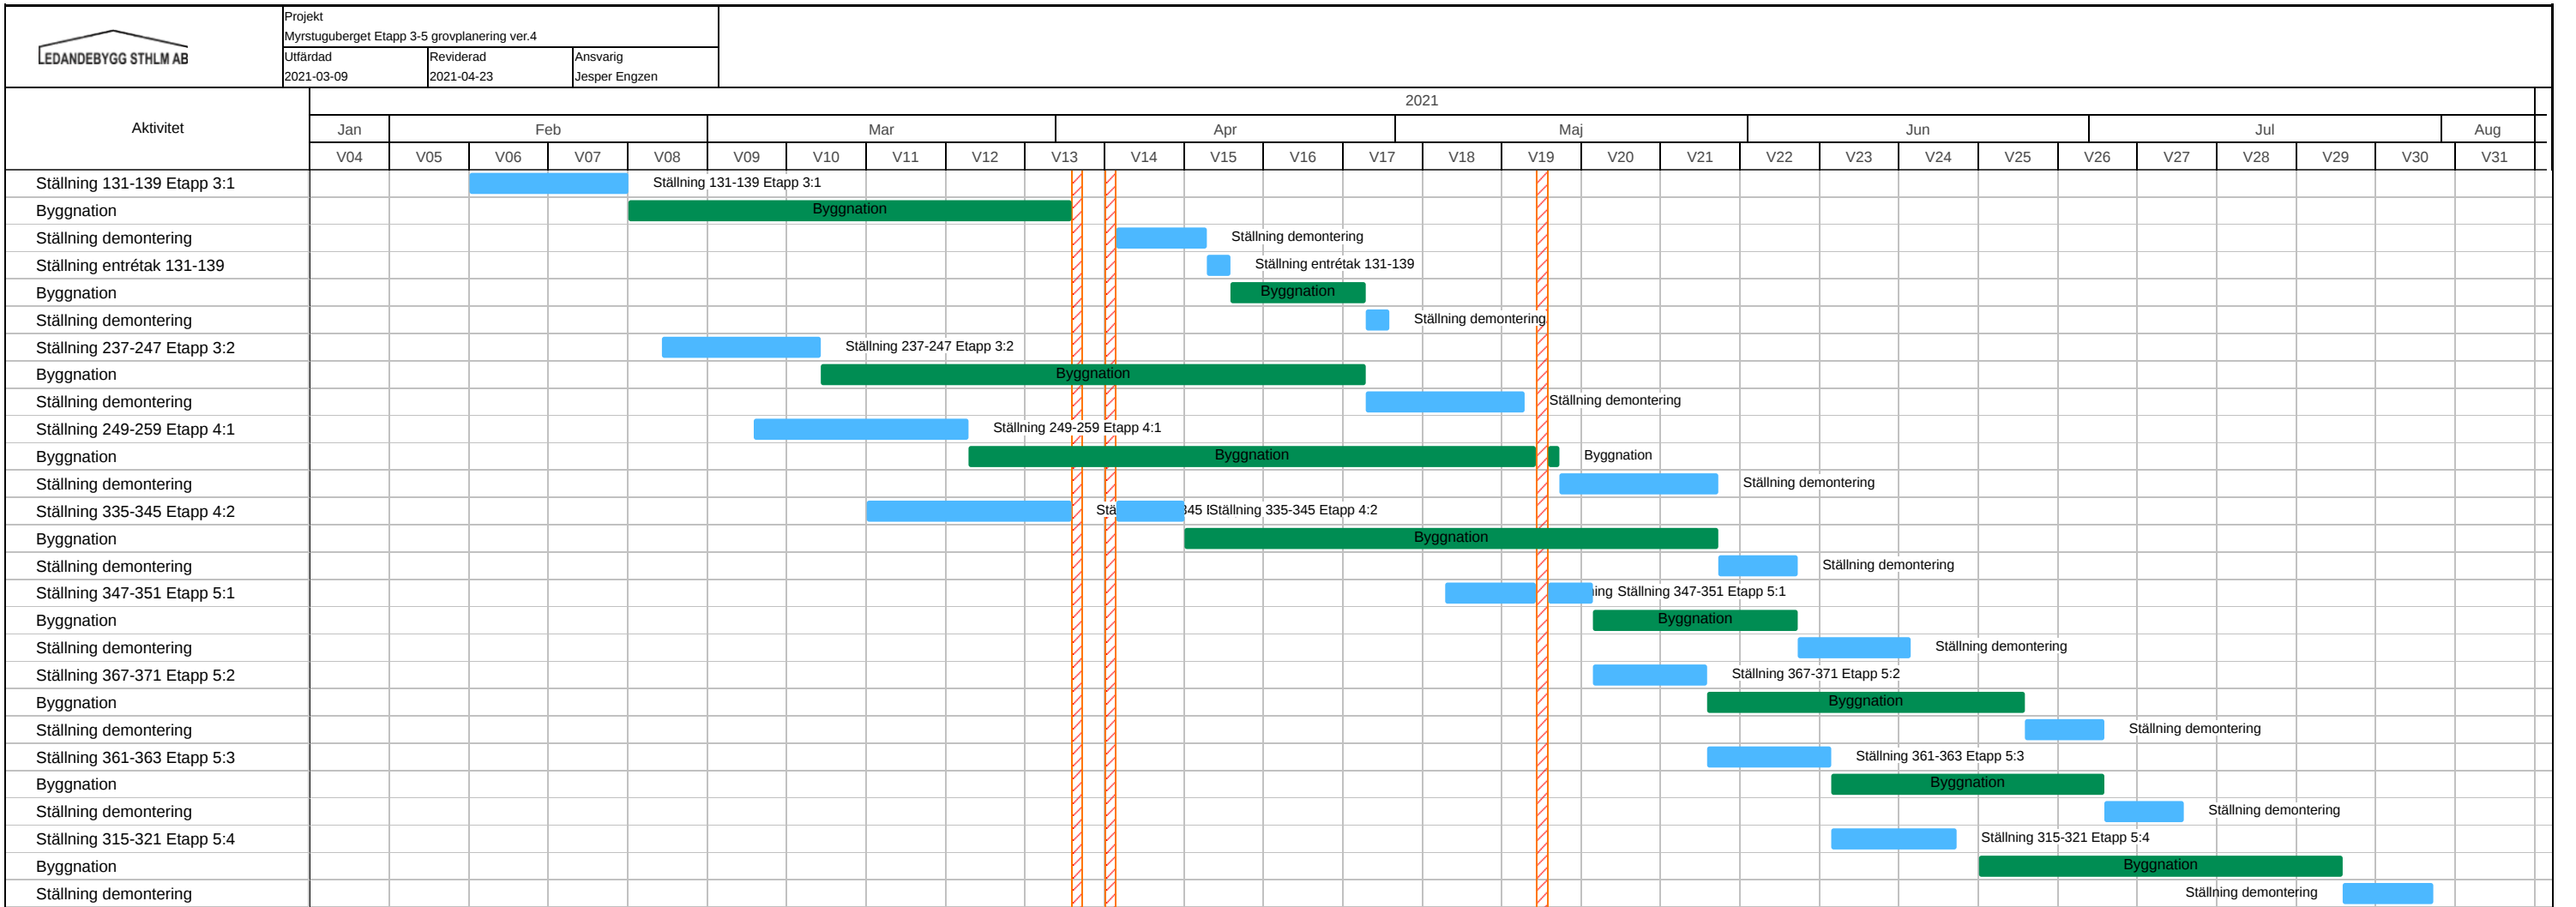 LEDANDEBYGG STHLM AB
Projekt
Myrstuguberget Etapp 3-5 grovplanering ver.4
Utfärdad Reviderad Ansvarig
2021-03-09 2021-04-23 Jesper Engzen
Aktivitet
2021
Jan Feb Mar Apr Maj Jun Jul Aug
V04 V05 V06 V07 V08 V09 V10 V11 V12 V13 V14 V15 V16 V17 V18 V19 V20 V21 V22 V23 V24 V25 V26 V27 V28 V29 V30 V31
Ställning 131-139 Etapp 3:1 Ställning 131-139 Etapp 3:1
Byggnation Byggnation
Ställning demontering Ställning demontering
Ställning entrétak 131-139 Ställning entrétak 131-139
Byggnation Byggnation
Ställning demontering Ställning demontering
Ställning 237-247 Etapp 3:2 Ställning 237-247 Etapp 3:2
Byggnation Byggnation
Ställning demontering Ställning demontering
Ställning 249-259 Etapp 4:1 Ställning 249-259 Etapp 4:1
Byggnation Byggnation Byggnation
Ställning demontering Ställning demontering
Ställning 335-345 Etapp 4:2 Stä 345 Ställning 335-345 Etapp 4:2
Byggnation Byggnation
Ställning demontering Ställning demontering
Ställning 347-351 Etapp 5:1 ing Ställning 347-351 Etapp 5:1
Byggnation Byggnation
Ställning demontering Ställning demontering
Ställning 367-371 Etapp 5:2 Ställning 367-371 Etapp 5:2
Byggnation Byggnation
Ställning demontering Ställning demontering
Ställning 361-363 Etapp 5:3 Ställning 361-363 Etapp 5:3
Byggnation Byggnation
Ställning demontering Ställning demontering
Ställning 315-321 Etapp 5:4 Ställning 315-321 Etapp 5:4
Byggnation Byggnation
Ställning demontering Ställning demontering